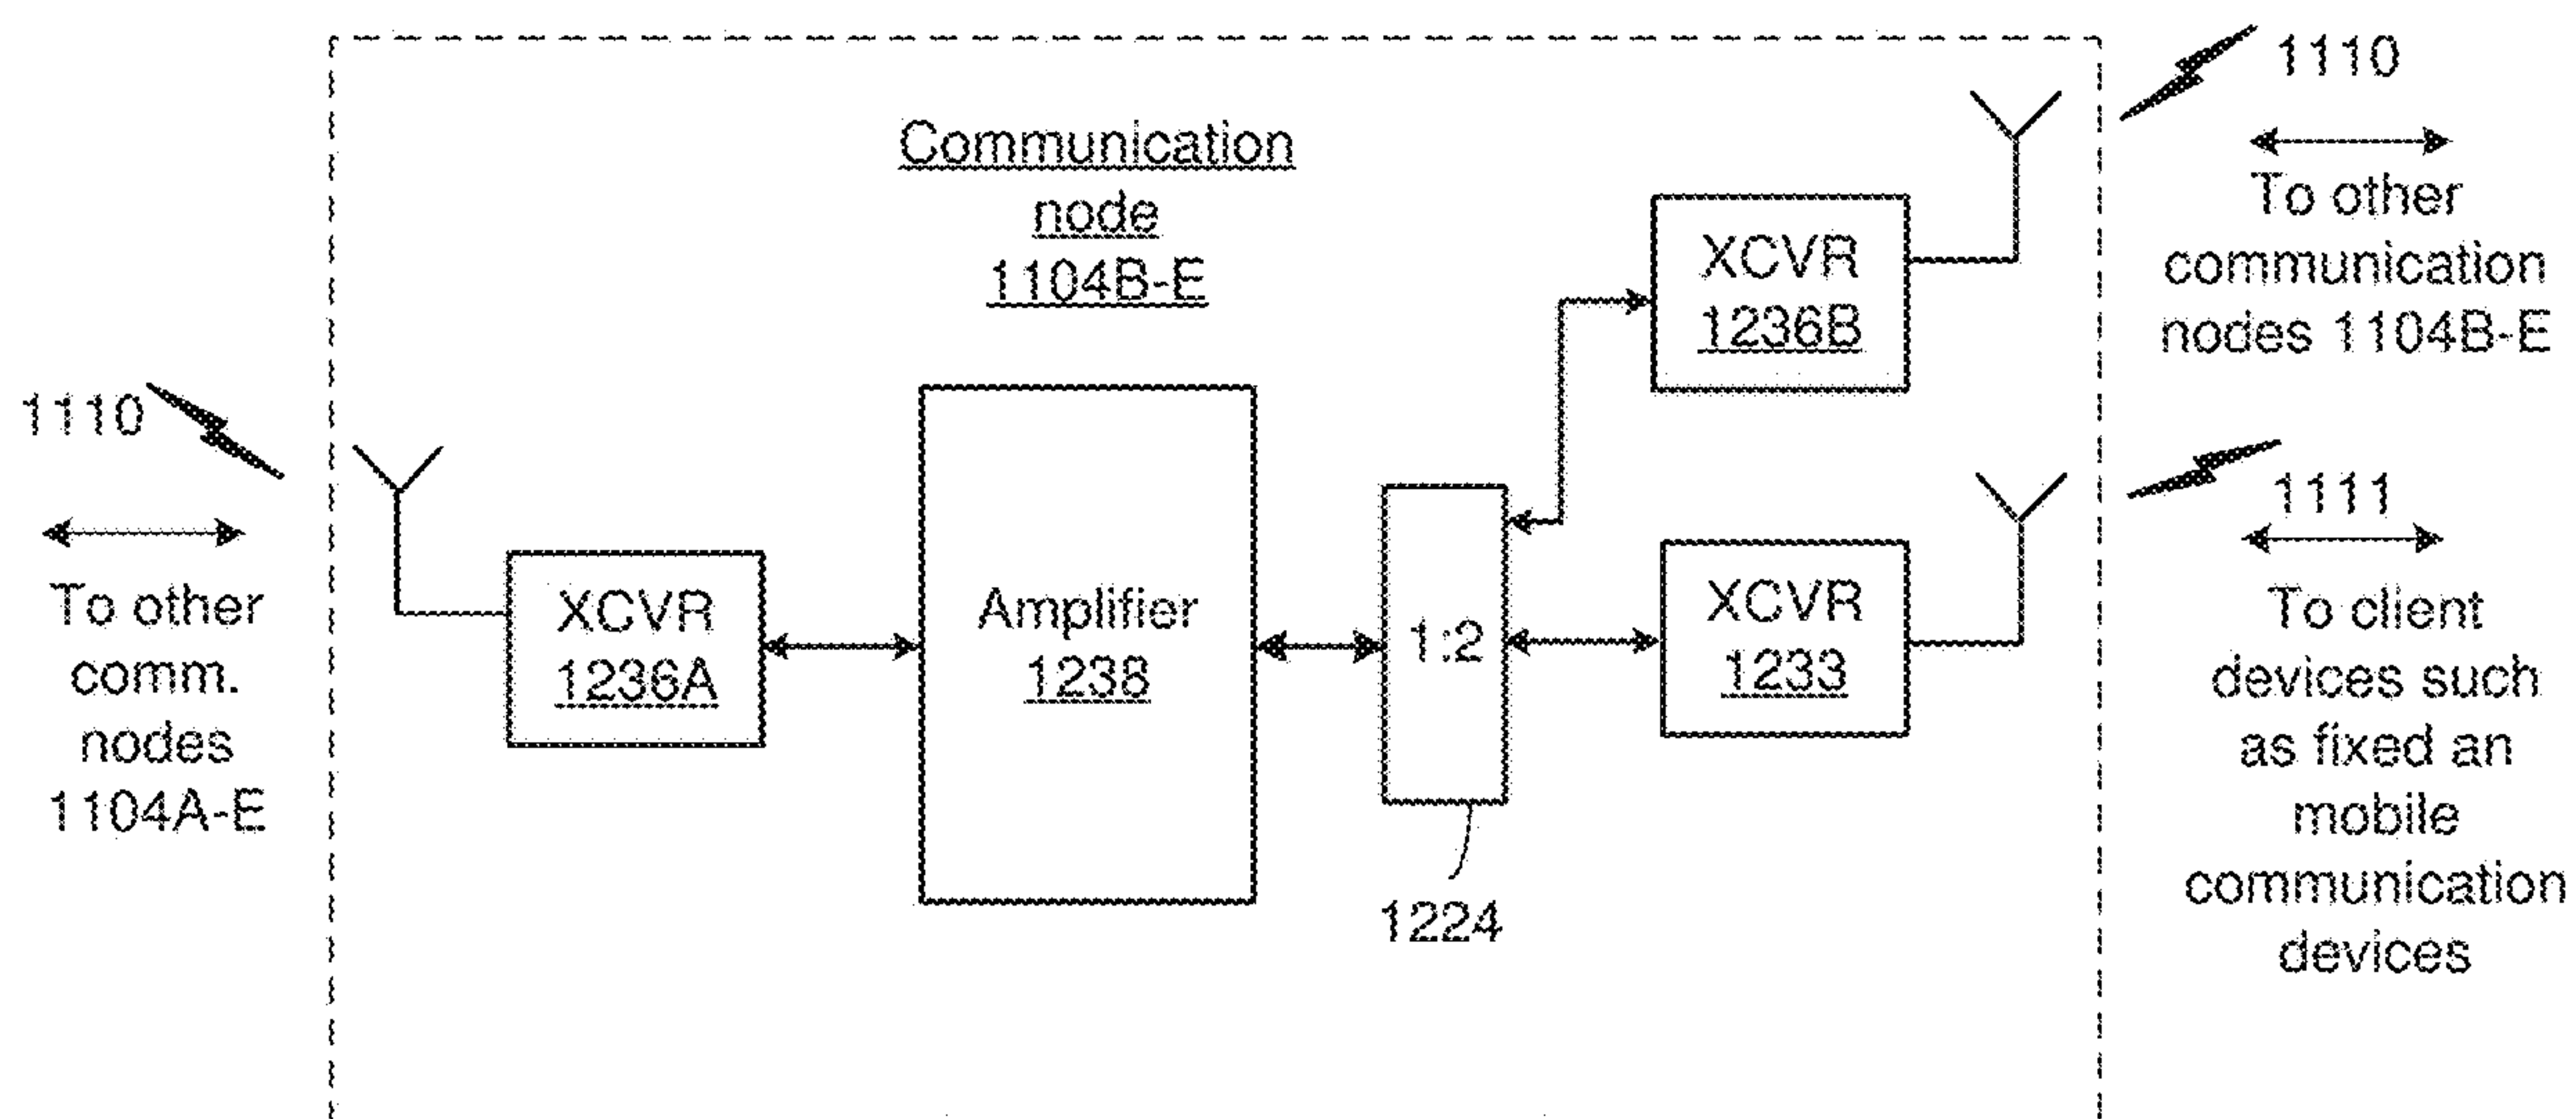 Communication
node
1104B-E
1110
To other
comm.
nodes
1104A-E
XCVR
1236A
Amplifier
1238
1:2
1224
XCVR
1236B
XCVR
1233
1110
To other
communication
nodes 1104B-E
1111
To client
devices such
as fixed an
mobile
communication
devices